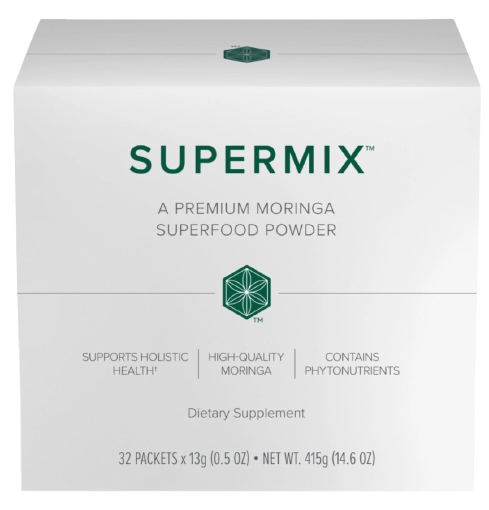 SUPERMIX™
A PREMIUM MORINGA
SUPERFOOD POWDER
™
SUPPORTS HOLISTIC
HEALTH†
HIGH-QUALITY
MORINGA
CONTAINS
PHYTONUTRIENTS
Dietary Supplement
32 PACKETS x 13g (0.5 OZ) • NET WT. 415g (14.6 OZ)